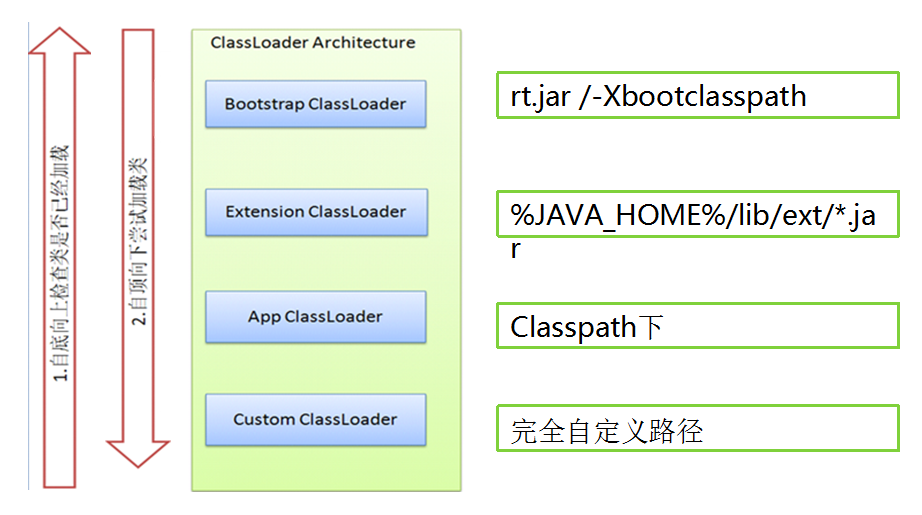 ClassLoader Architecture
Bootstrap ClassLoader
rt.jar /-Xbootclasspath
Extension ClassLoader
%JAVA_HOME%/lib/ext/*.ja
r
App ClassLoader
Classpath下
Custom ClassLoader
完全自定义路径
1.自底向上检查类是否已经加载
2.自顶向下尝试加载类